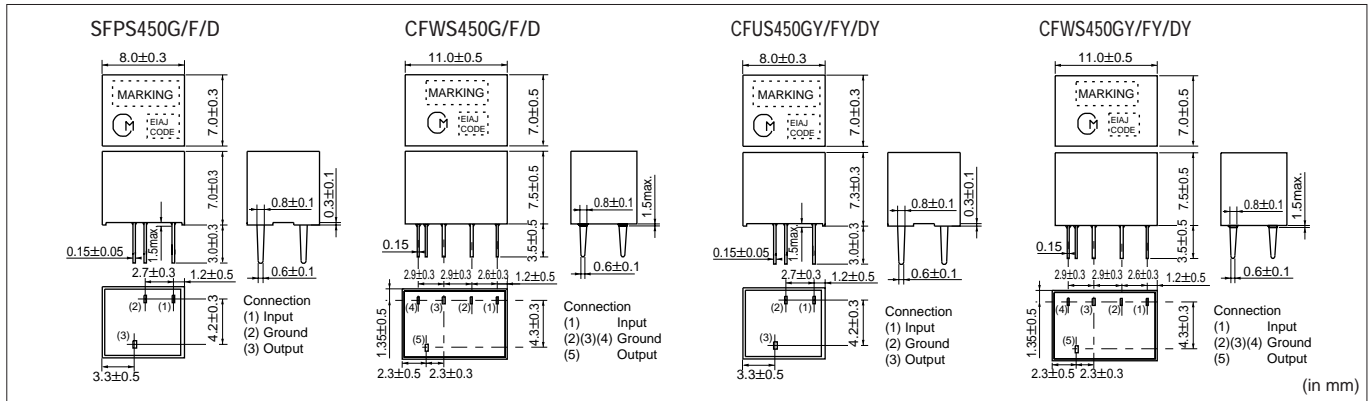 SFPS450G/F/D
8.0±0.3
MARKING
EIAJ
CODE
7.0±0.3
7.0±0.3
0.8±0.1
0.3±0.1
1.5max.
3.0±0.3
0.15±0.05
0.6±0.1
2.7±0.3
1.2±0.5
(2)
(1)
(3)
4.2±0.3
3.3±0.5
Connection
(1) Input
(2) Ground
(3) Output
CFWS450G/F/D
11.0±0.5
MARKING
EIAJ
CODE
7.0±0.5
7.5±0.5
0.8±0.1
1.5max.
3.5±0.5
0.15
0.6±0.1
2.9±0.3
2.9±0.3
2.6±0.3
1.2±0.5
(4)
(3)
(2)
(1)
(5)
1.35±0.5
4.3±0.3
2.3±0.5
2.3±0.3
Connection
(1) Input
(2)(3)(4) Ground
(5) Output
CFUS450GY/FY/DY
8.0±0.3
MARKING
EIAJ
CODE
7.0±0.3
7.3±0.3
0.8±0.1
0.3±0.1
1.5max.
3.0±0.3
0.15±0.05
0.6±0.1
2.7±0.3
1.2±0.5
(2)
(1)
(3)
4.2±0.3
3.3±0.5
Connection
(1) Input
(2) Ground
(3) Output
CFWS450GY/FY/DY
11.0±0.5
MARKING
EIAJ
CODE
7.0±0.5
7.5±0.5
0.8±0.1
1.5max.
3.5±0.5
0.15
0.6±0.1
2.9±0.3
2.9±0.3
2.6±0.3
1.2±0.5
(4)
(3)
(2)
(1)
(5)
1.35±0.5
4.3±0.3
2.3±0.5
2.3±0.3
Connection
(1) Input
(2)(3)(4) Ground
(5) Output
(in mm)